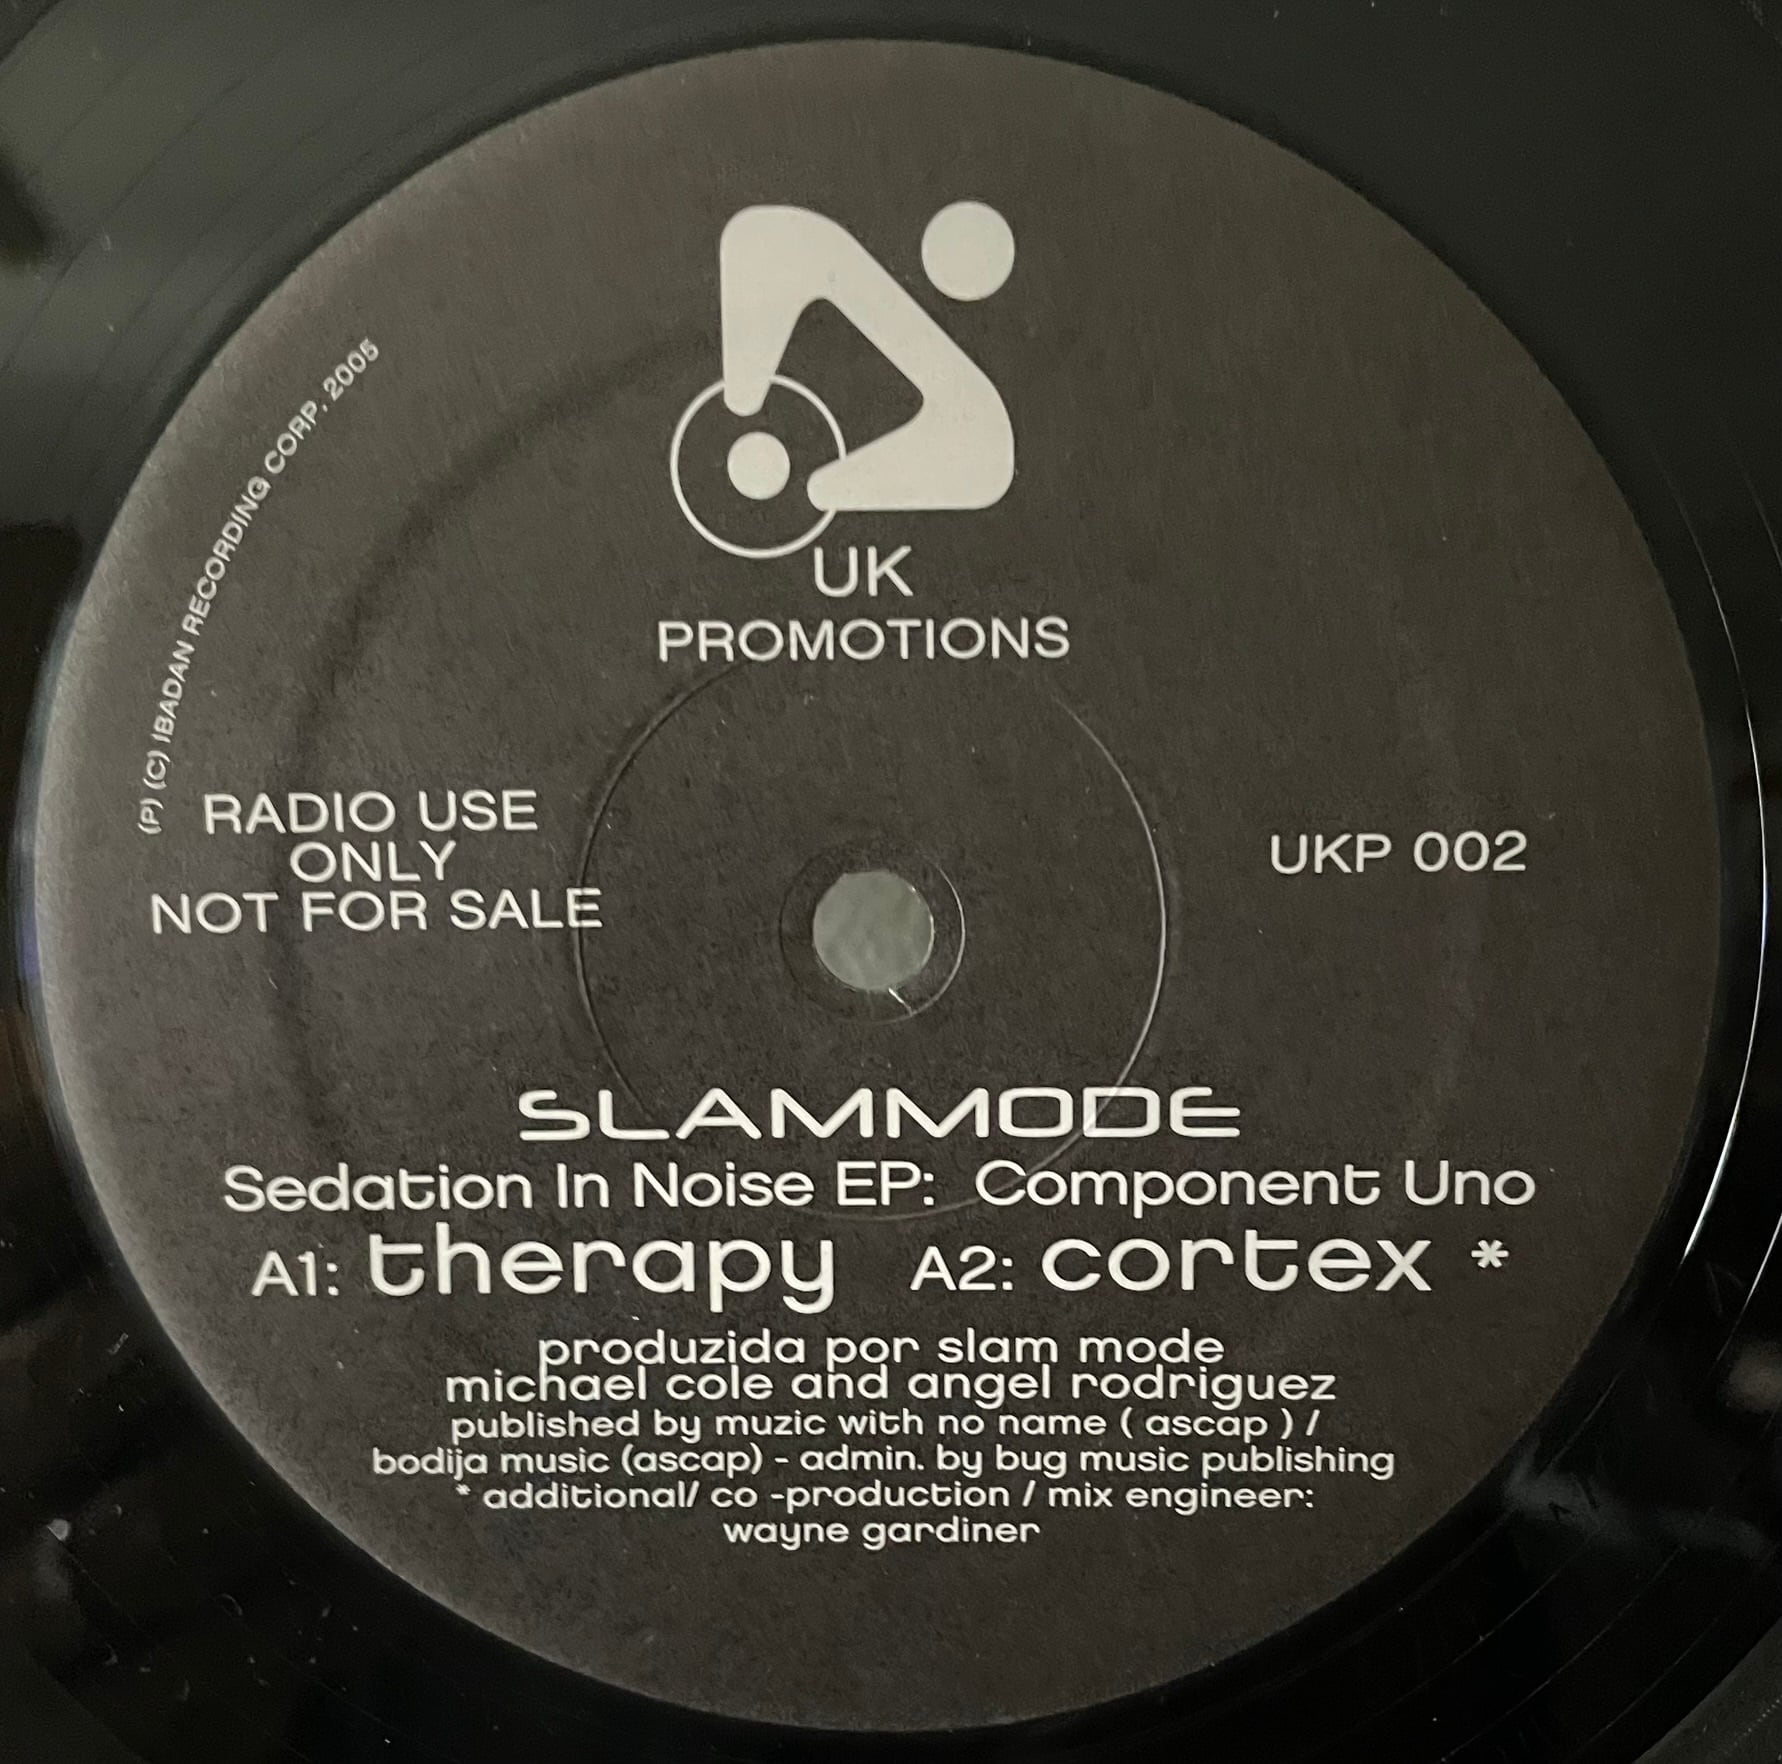 UK
PROMOTIONS
(P) (C) IBADAN RECORDING CORP. 2005
RADIO USE
ONLY
NOT FOR SALE
UKP 002
SLAMMODE
Sedation In Noise EP: Component Uno
A1: therapy A2: cortex *
produzida por slam mode
michael cole and angel rodriguez
published by muzic with no name ( ascap ) /
bodija music (ascap) - admin. by bug music publishing
* additional/ co -production / mix engineer:
wayne gardiner